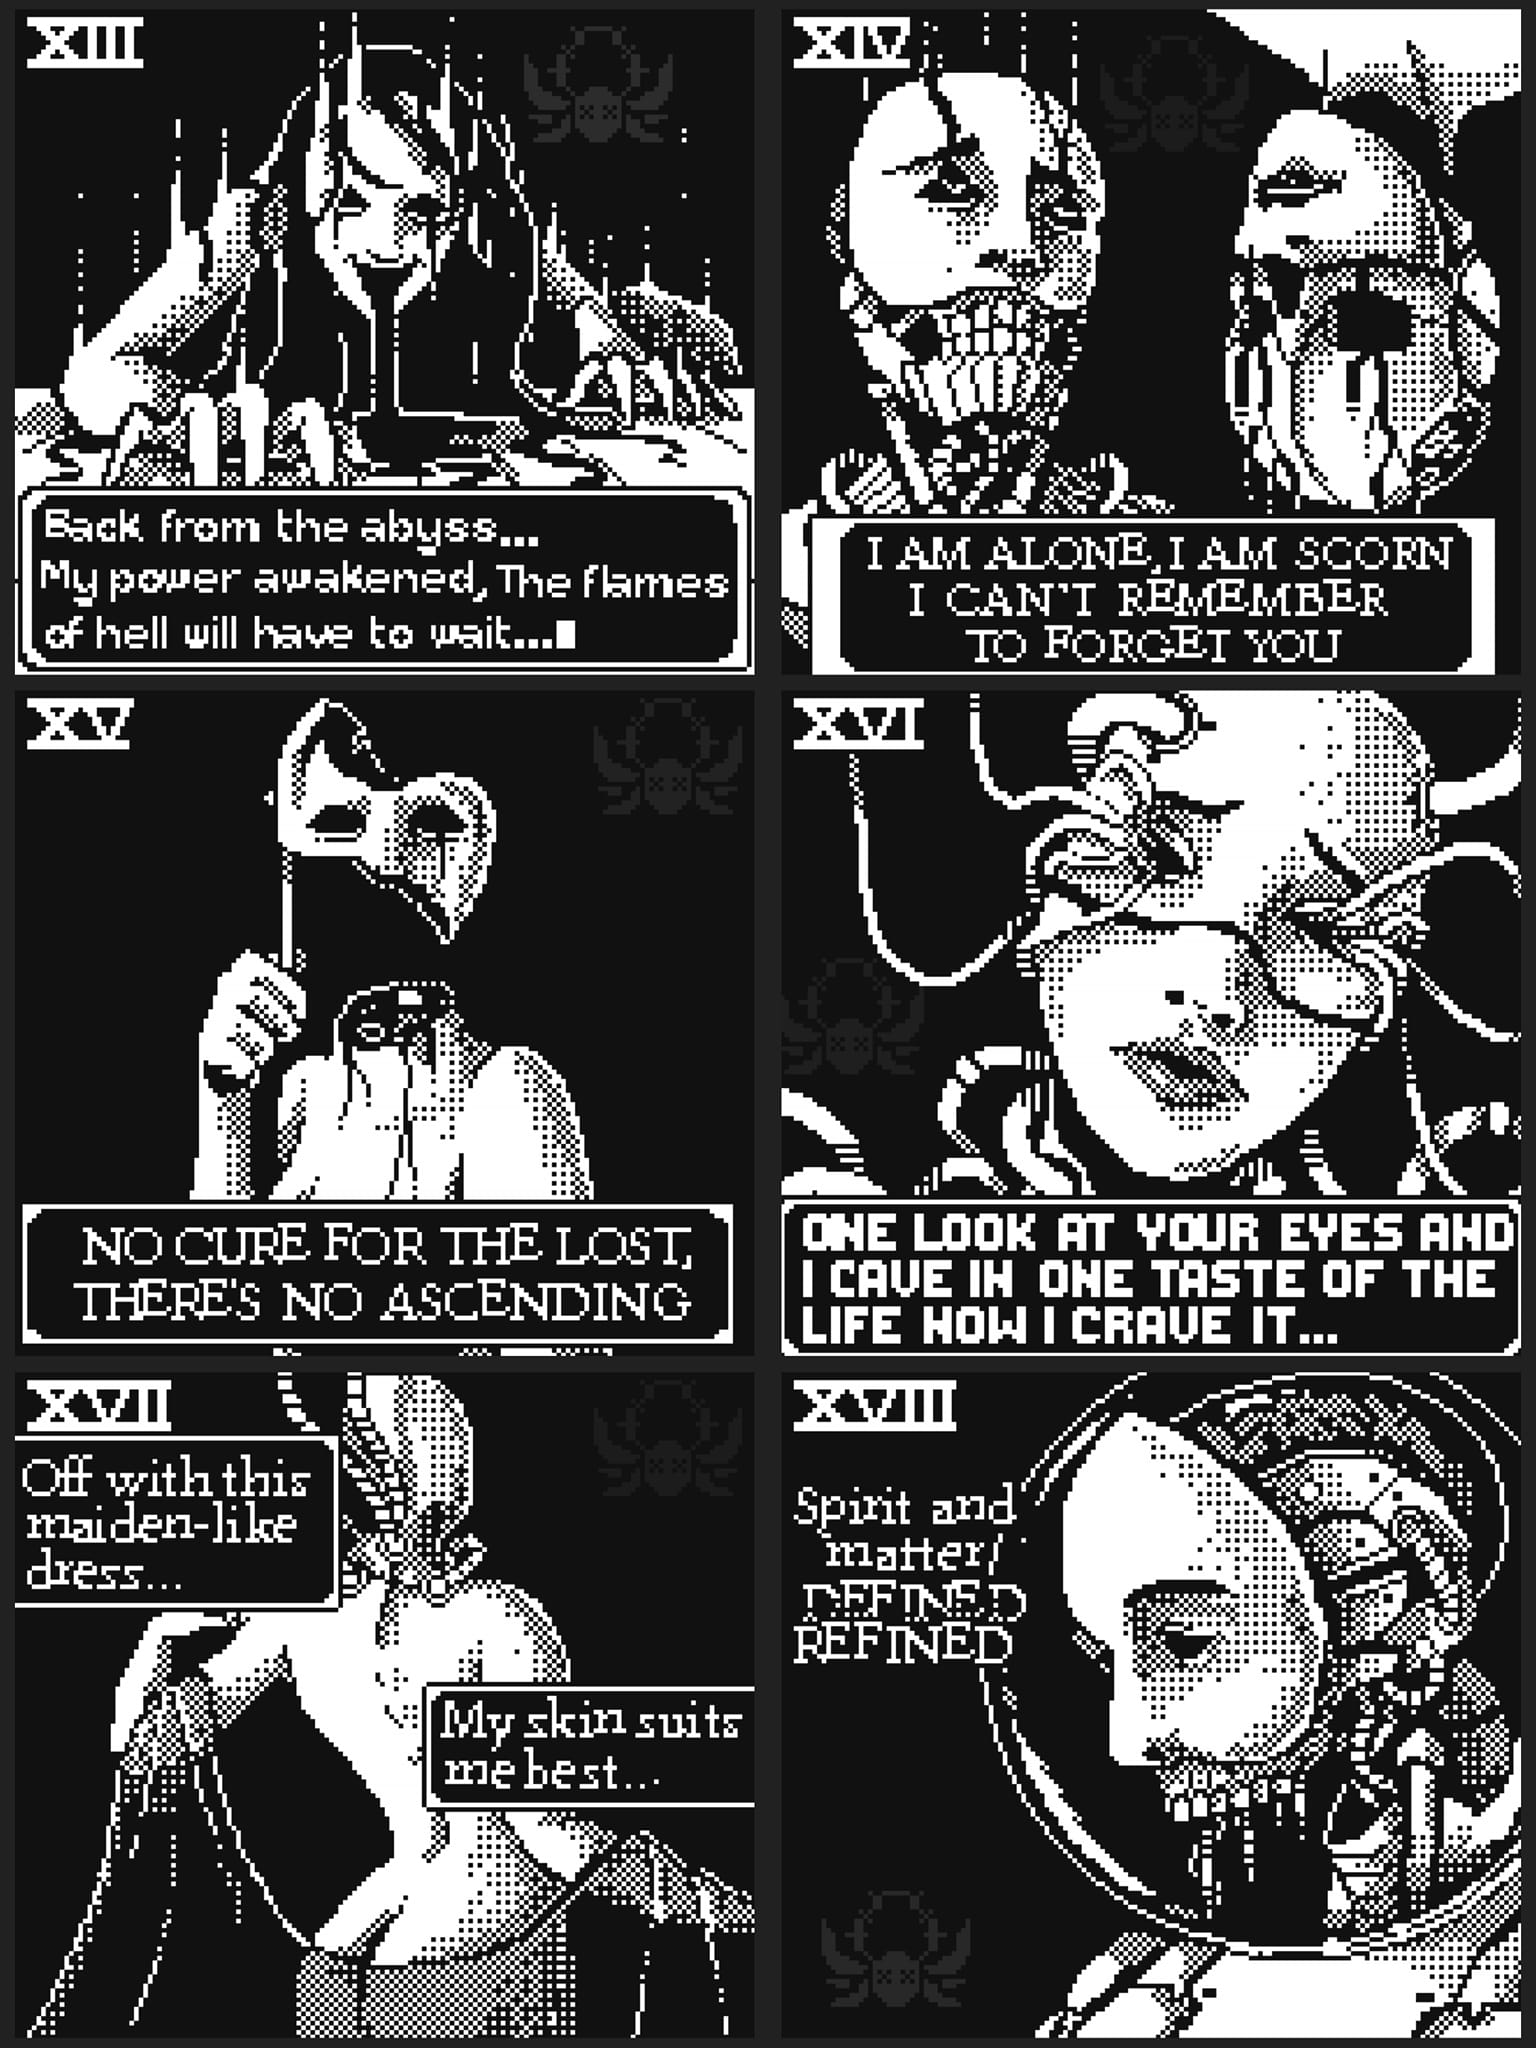 XIII
Back from the abyss...
My power awakened, The flames
of hell will have to wait...
XIV
I AM ALONE, I AM SCORN
I CAN'T REMEMBER
TO FORGET YOU
XV
NO CURE FOR THE LOST,
THERE'S NO ASCENDING
XVI
ONE LOOK AT YOUR EYES AND
I CAVE IN ONE TASTE OF THE
LIFE NOW I CRAVE IT...
XVII
Off with this
maiden-like
dress...
My skin suits
me best...
XVIII
Spirit and
matter/
DEFINED
REFINED